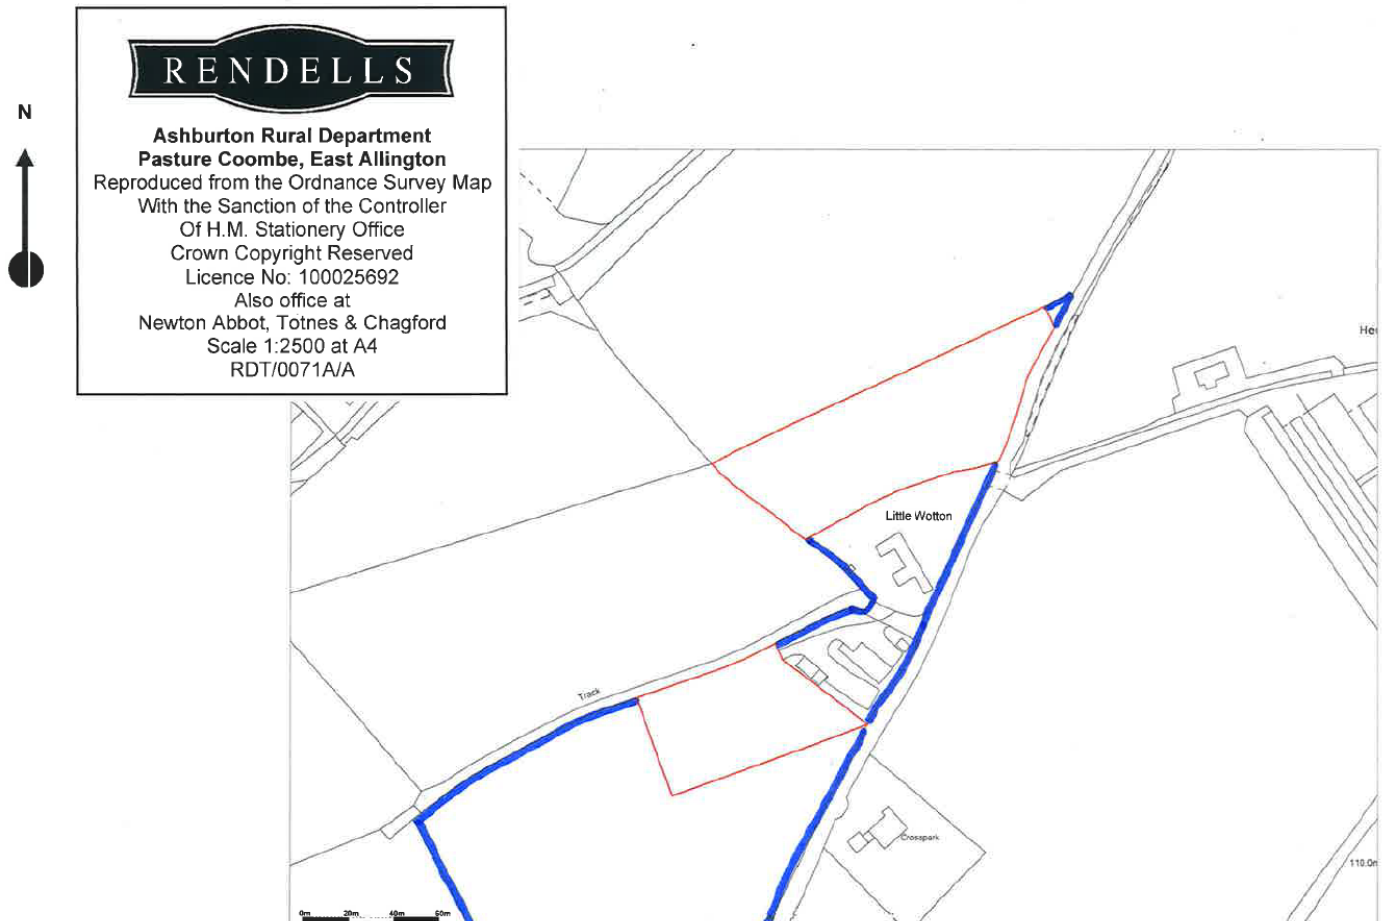 RENDELLS
N
Ashburton Rural Department
Pasture Coombe, East Allington
Reproduced from the Ordnance Survey Map
With the Sanction of the Controller
Of H.M. Stationery Office
Crown Copyright Reserved
Licence No: 100025692
Also office at
Newton Abbot, Totnes & Chagford
Scale 1:2500 at A4
RDT/0071A/A
Little Wotton
Track
Crosspark
110.0m
0m 20m 40m 60m